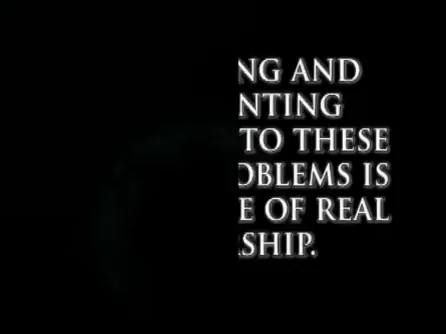 NG AND
NTING
TO THESE
OBLEMS IS
E OF REAL
SHIP.